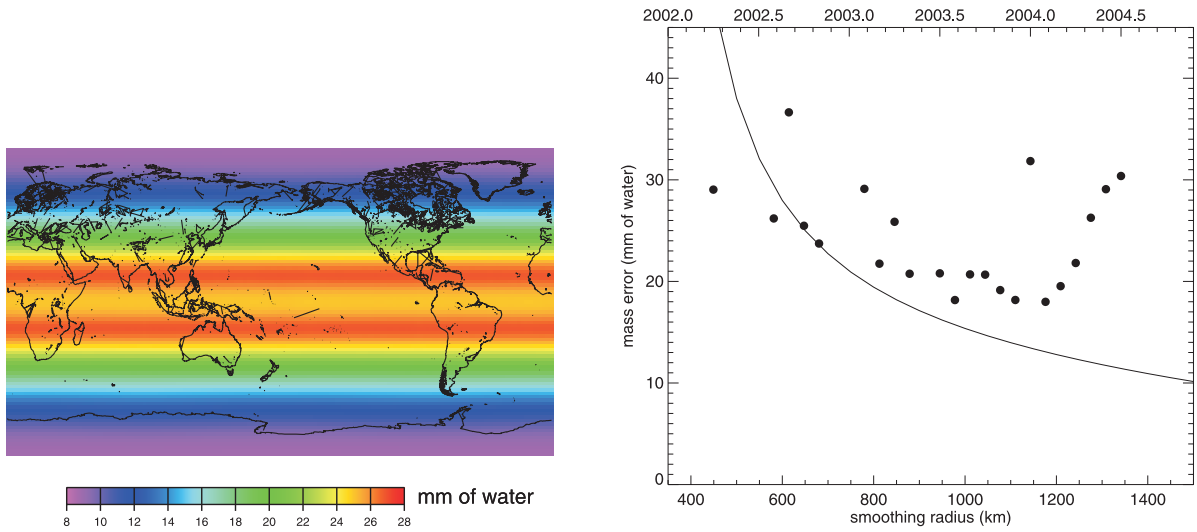 mm of water
8 10 12 14 16 18 20 22 24 26 28
2002.0 2002.5 2003.0 2003.5 2004.0 2004.5
mass error (mm of water)
40
30
20
10
0
400 600 800 1000 1200 1400
smoothing radius (km)